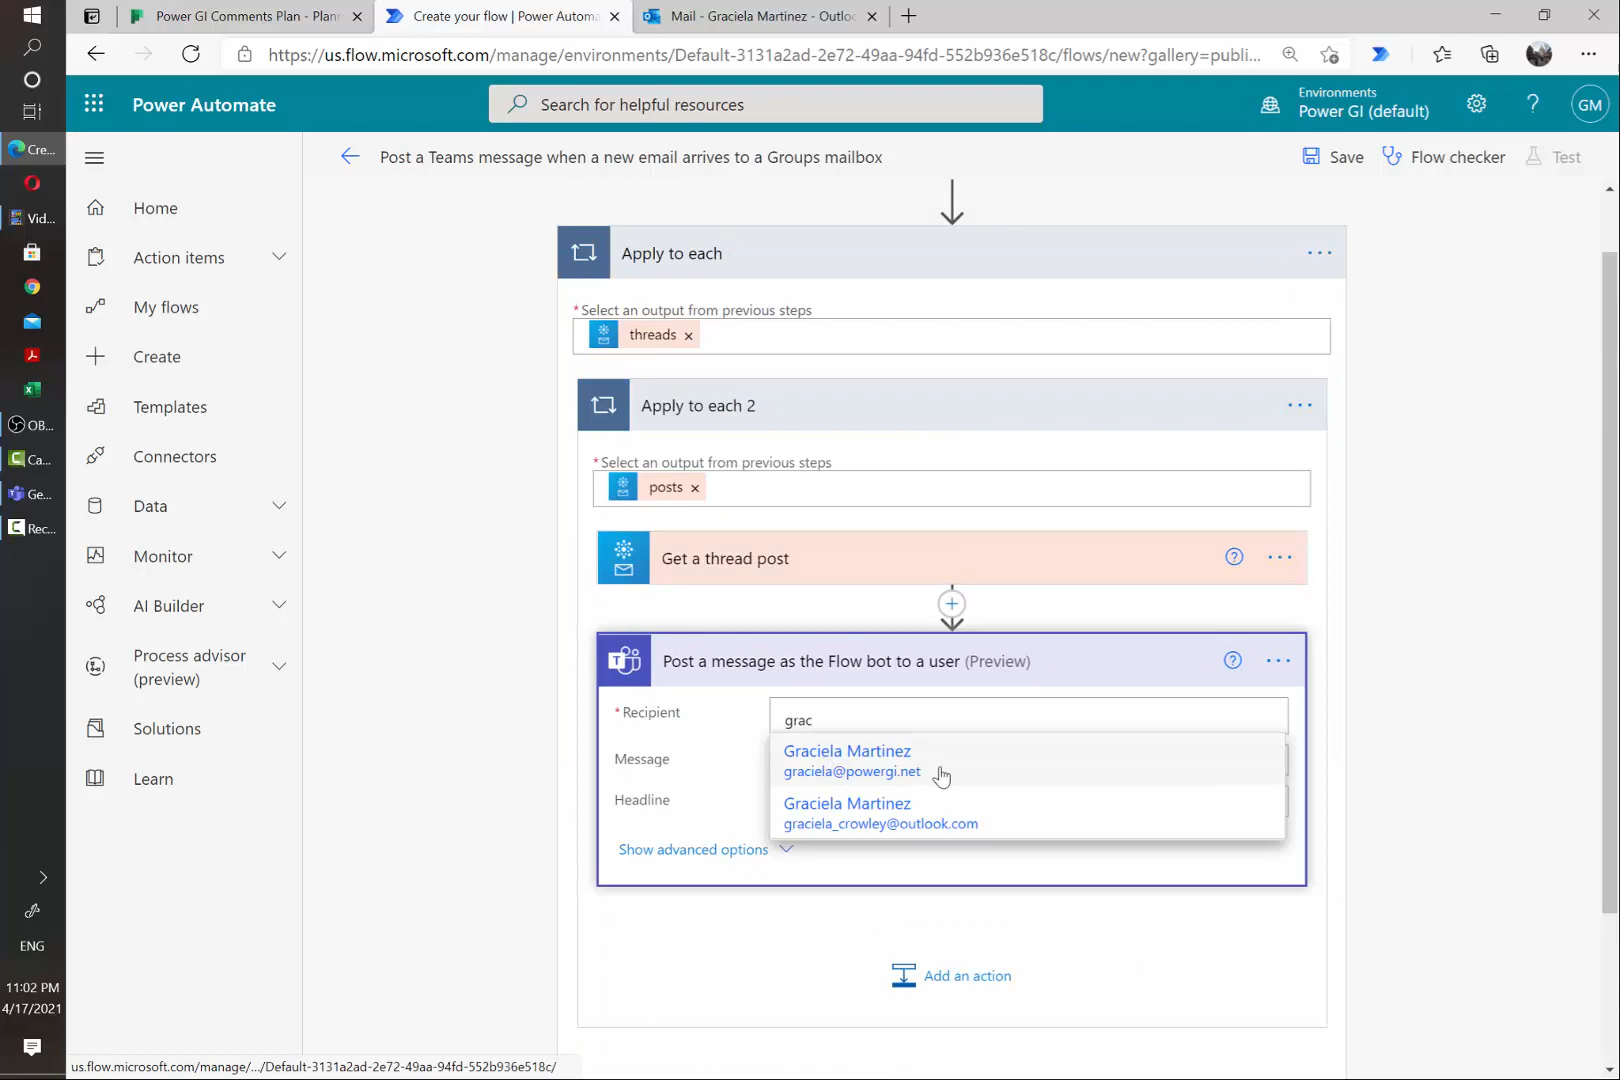 Power GI Comments Plan - Plann
Create your flow | Power Automa
Mail - Graciela Martinez - Outlo
https://us.flow.microsoft.com/manage/environments/Default-3131a2ad-2e72-49aa-94fd-552b936e518c/flows/new?gallery=publi...
Power Automate
Search for helpful resources
Environments
Power GI (default)
GM
Post a Teams message when a new email arrives to a Groups mailbox
Save
Flow checker
Test
Cre...
Vid...
OB...
Ca...
Ge...
Rec...
ENG
11:02 PM
4/17/2021
Home
Action items
My flows
Create
Templates
Connectors
Data
Monitor
AI Builder
Process advisor
(preview)
Solutions
Learn
Apply to each
* Select an output from previous steps
threads
Apply to each 2
* Select an output from previous steps
posts
Get a thread post
Post a message as the Flow bot to a user (Preview)
* Recipient
grac
Graciela Martinez
graciela@powergi.net
Message
Graciela Martinez
graciela_crowley@outlook.com
Headline
Show advanced options
Add an action
us.flow.microsoft.com/manage/.../Default-3131a2ad-2e72-49aa-94fd-552b936e518c/